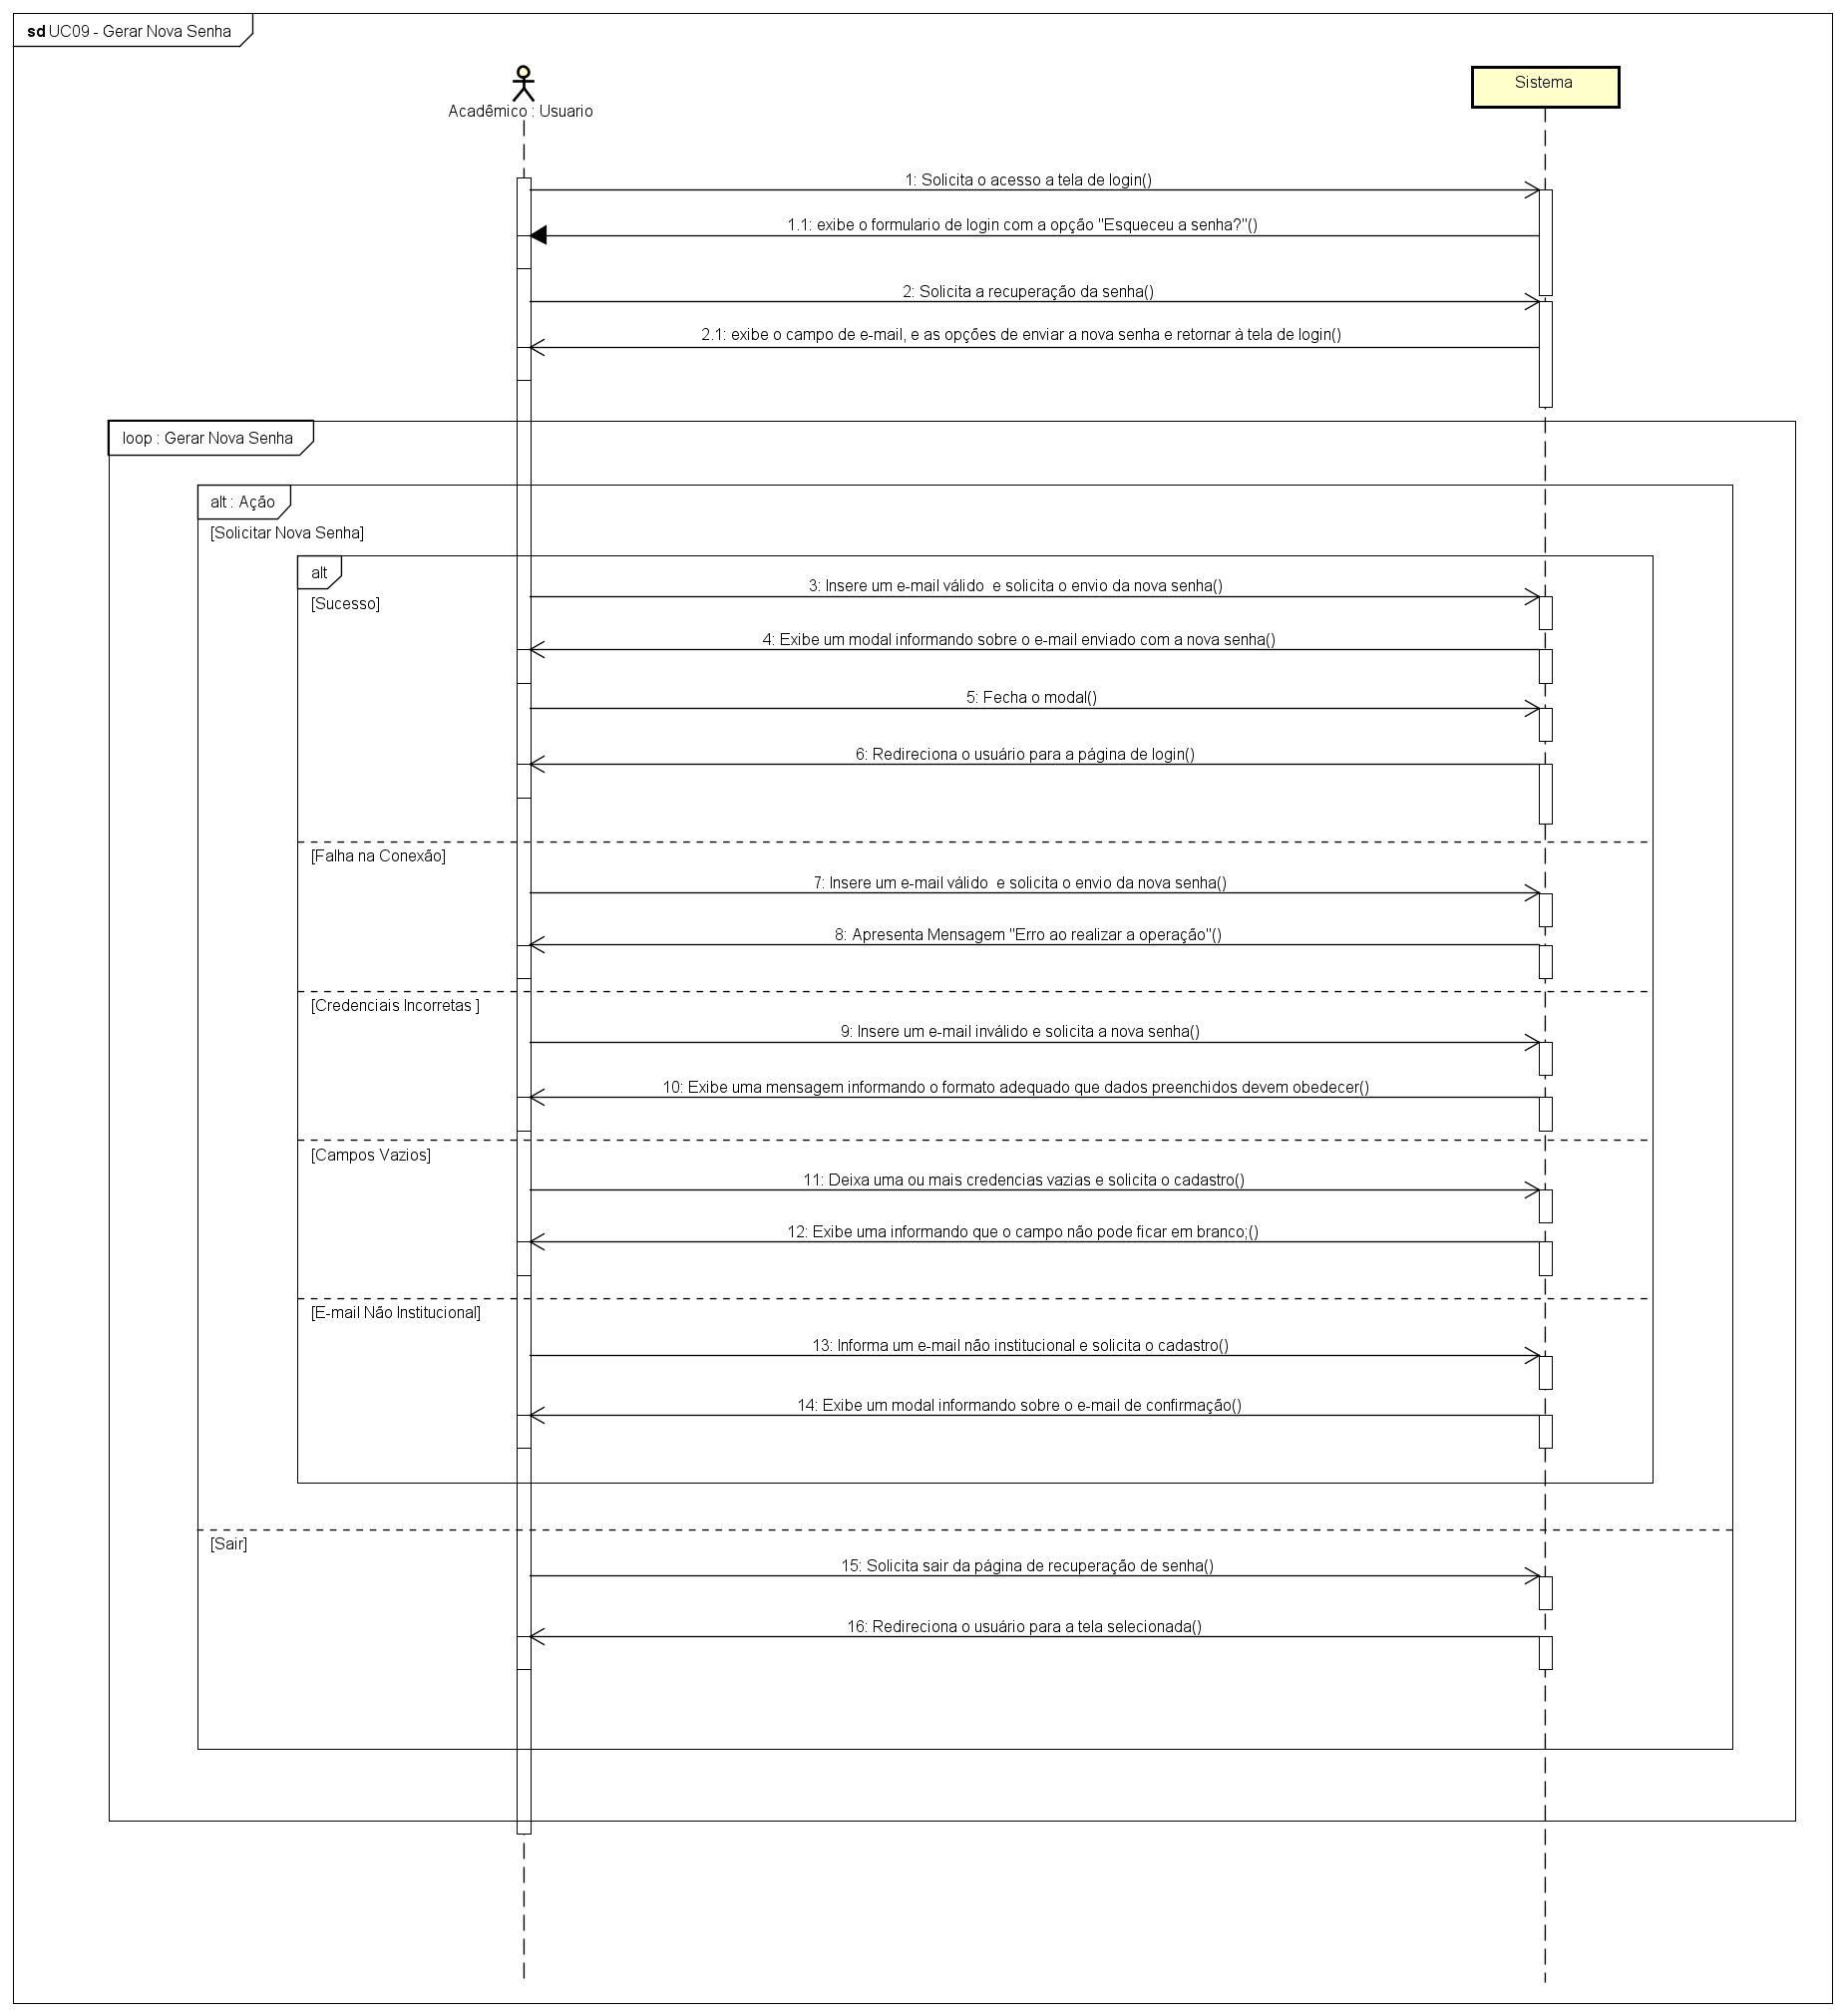 sd UC09 - Gerar Nova Senha
Acadêmico : Usuario
Sistema
1: Solicita o acesso a tela de login()
1.1: exibe o formulario de login com a opção "Esqueceu a senha?"()
2: Solicita a recuperação da senha()
2.1: exibe o campo de e-mail, e as opções de enviar a nova senha e retornar à tela de login()
loop : Gerar Nova Senha
alt : Ação
[Solicitar Nova Senha]
alt
3: Insere um e-mail válido  e solicita o envio da nova senha()
[Sucesso]
4: Exibe um modal informando sobre o e-mail enviado com a nova senha()
5: Fecha o modal()
6: Redireciona o usuário para a página de login()
[Falha na Conexão]
7: Insere um e-mail válido  e solicita o envio da nova senha()
8: Apresenta Mensagem "Erro ao realizar a operação"()
[Credenciais Incorretas ]
9: Insere um e-mail inválido e solicita a nova senha()
10: Exibe uma mensagem informando o formato adequado que dados preenchidos devem obedecer()
[Campos Vazios]
11: Deixa uma ou mais credencias vazias e solicita o cadastro()
12: Exibe uma informando que o campo não pode ficar em branco;()
[E-mail Não Institucional]
13: Informa um e-mail não institucional e solicita o cadastro()
14: Exibe um modal informando sobre o e-mail de confirmação()
[Sair]
15: Solicita sair da página de recuperação de senha()
16: Redireciona o usuário para a tela selecionada()